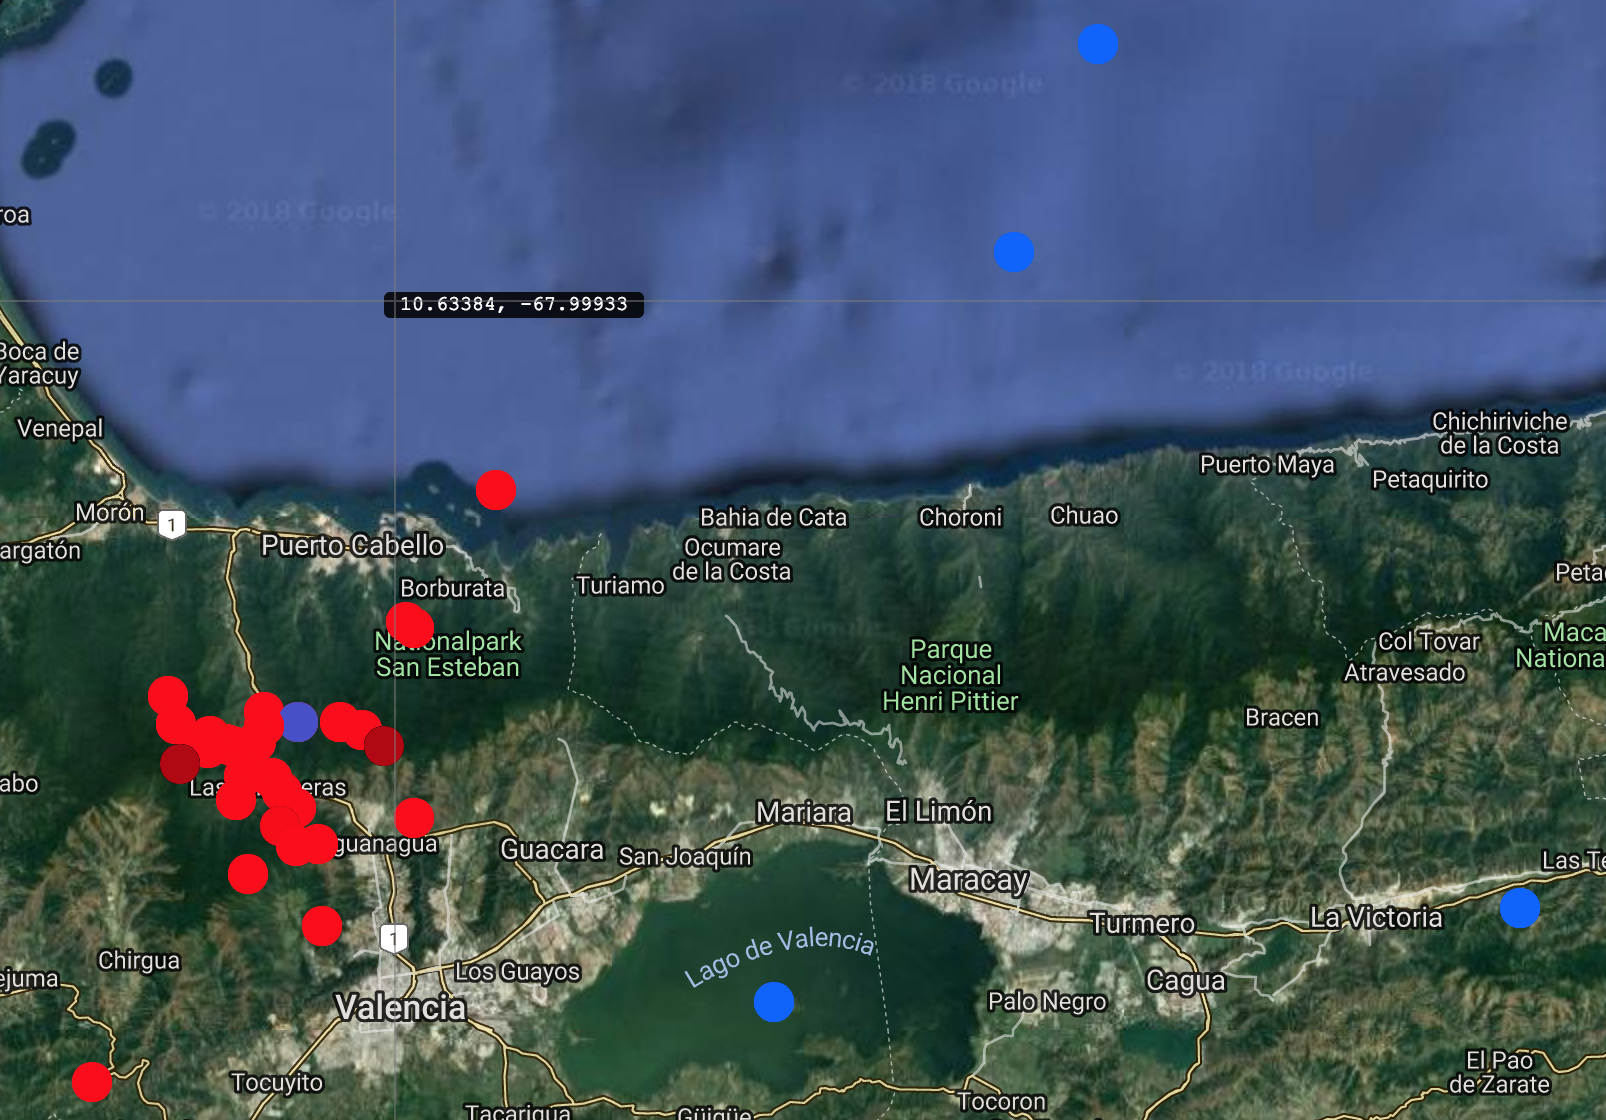 © 2018 Google
© 2018 Google
roa
10.63384, -67.99933
Boca de
Yaracuy
© 2018 Google
Venepal
Chichiriviche
de la Costa
Puerto Maya
Petaquirito
Morón
1
Bahia de Cata
Choroni
Chuao
argatón
Puerto Cabello
Ocumare
de la Costa
Borburata
Turiamo
Peta
Nationalpark
San Esteban
Parque
Nacional
Henri Pittier
Col Tovar
Atravesado
Maca
National
Bracen
abo
Las eras
Mariara
El Limón
guanagua
Guacara
San Joaquín
Las Te
Maracay
Turmero
La Victoria
1
Lago de Valencia
Chirgua
ejuma
Los Guayos
Cagua
Valencia
Palo Negro
Tocuyito
El Pao
de Zarate
Tacarigua
Güigüe
Tocoron